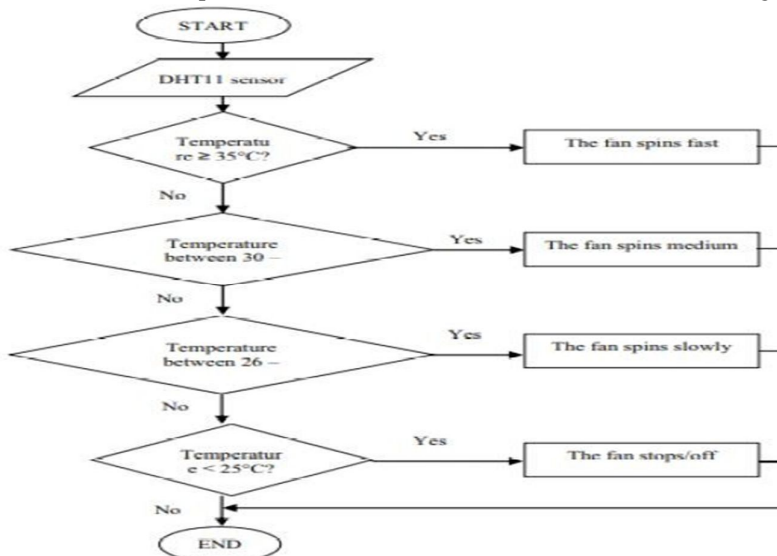 START
DHT11 sensor
Temperatu
re ≥ 35°C?
Yes
The fan spins fast
No
Temperature
between 30 –
Yes
The fan spins medium
No
Temperature
between 26 –
Yes
The fan spins slowly
No
Temperatur
e < 25°C?
Yes
The fan stops/off
No
END